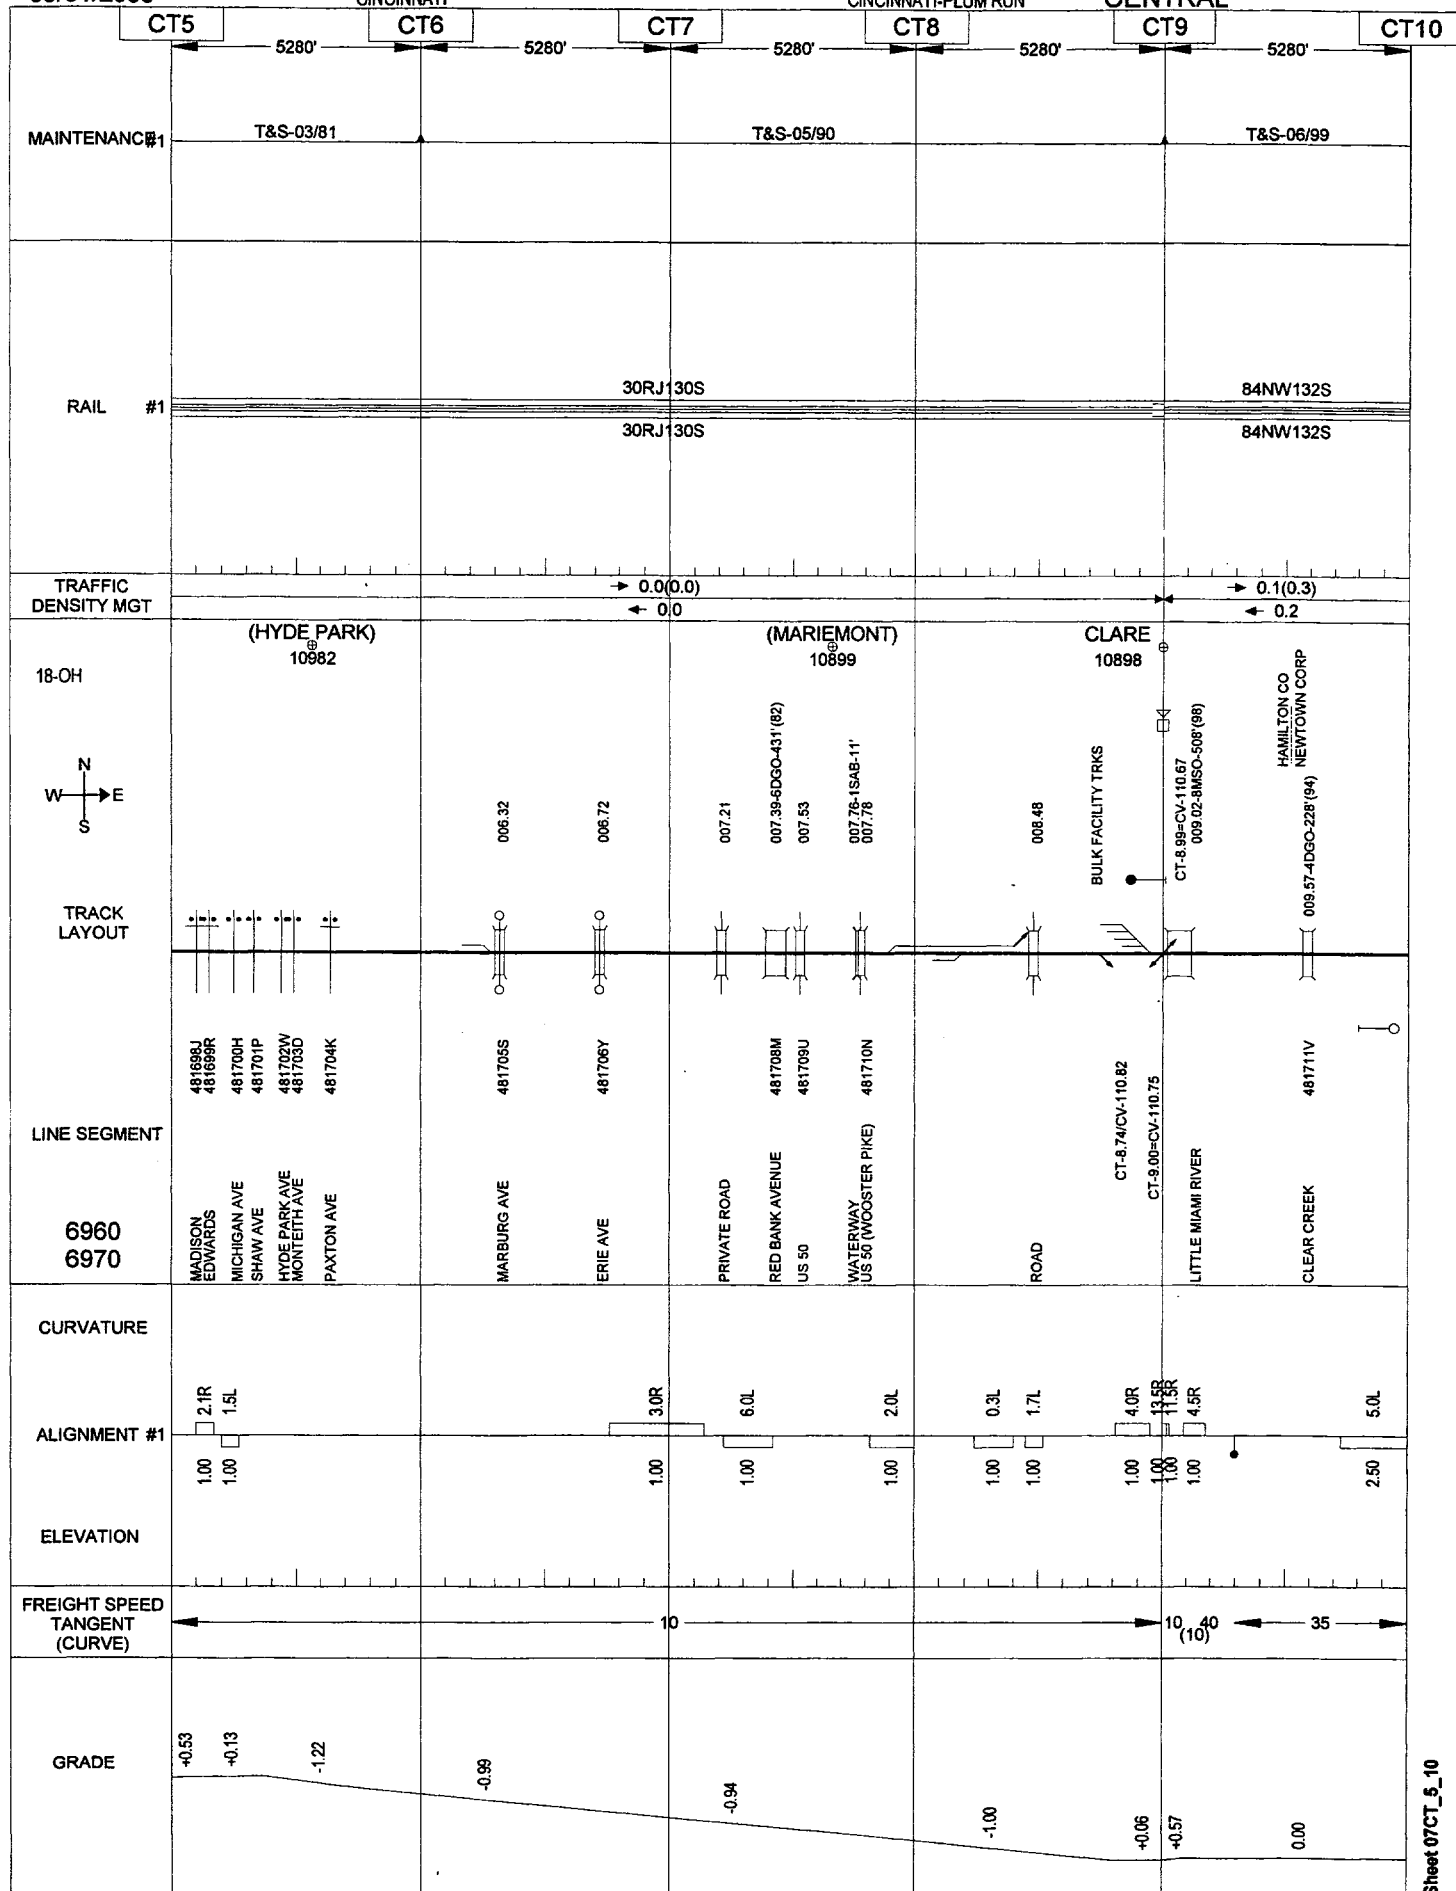 CINCINNATI
CINCINNATI-PLUM RUN
CENTRAL
CT5 CT6 CT7 CT8 CT9 CT10
5280' 5280' 5280' 5280' 5280'
MAINTENANCE #1
T&S-03/81 T&S-05/90 T&S-06/99
RAIL #1
30RJ130S 84NW132S
30RJ130S 84NW132S
TRAFFIC
DENSITY MGT
0.0(0.0) 0.1(0.3)
0.0 0.2
(HYDE PARK) (MARIEMONT) CLARE
10982 10899 10898
18-OH
N
W E
S
006.32
006.72
007.21
007.39-6DGO-431'(82)
007.53
007.76-1SAB-11'
007.78
008.48
BULK FACILITY TRKS
CT-8.99=CV-110.67
009.02-8MSO-508'(98)
HAMILTON CO
NEWTOWN CORP
009.57-4DGO-228'(94)
TRACK
LAYOUT
481698J
481699R
481700H
481701P
481702W
481703D
481704K
481705S
481706Y
481708M
481709U
481710N
CT-8.74/CV-110.82
CT-9.00=CV-110.75
481711V
LINE SEGMENT
6960
6970
MADISON
EDWARDS
MICHIGAN AVE
SHAW AVE
HYDE PARK AVE
MONTEITH AVE
PAXTON AVE
MARBURG AVE
ERIE AVE
PRIVATE ROAD
RED BANK AVENUE
US 50
WATERWAY
US 50 (WOOSTER PIKE)
ROAD
LITTLE MIAMI RIVER
CLEAR CREEK
CURVATURE
2.1R 1.5L 3.0R 6.0L 2.0L 0.3L 1.7L 4.0R 13.5R 11.5R 4.5R 5.0L
ALIGNMENT #1
1.00 1.00 1.00 1.00 1.00 1.00 1.00 1.00 1.00 1.00 1.00 2.50
ELEVATION
FREIGHT SPEED
TANGENT
(CURVE)
10 10 40 35
(10)
GRADE
+0.53 +0.13 -1.22 -0.99 -0.94 -1.00 +0.06 +0.57 0.00
Sheet 07CT_5_10